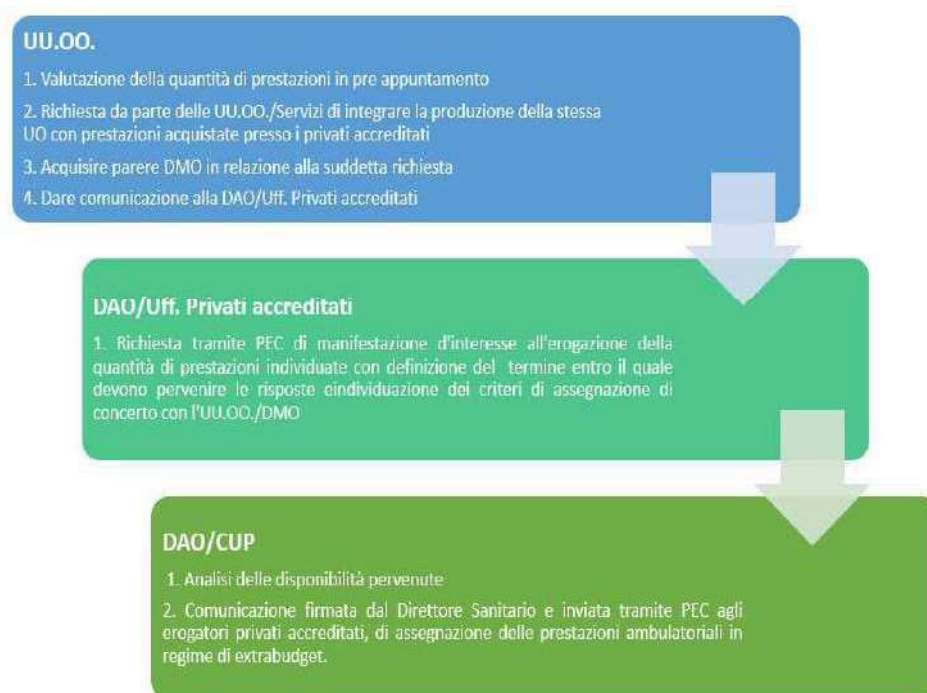 UU.OO.
1. Valutazione della quantità di prestazioni in pre appuntamento
2. Richiesta da parte delle UU.OO./Servizi di integrare la produzione della stessa
UO con prestazioni acquistate presso i privati accreditati
3. Acquisire parere DMO in relazione alla suddetta richiesta
4. Dare comunicazione alla DAO/Uff. Privati accreditati
DAO/Uff. Privati accreditati
1. Richiesta tramite PEC di manifestazione d'interesse all'erogazione della
quantità di prestazioni individuate con definizione del termine entro il quale
devono pervenire le risposte eindividuazione dei criteri di assegnazione di
concerto con l'UU.OO./DMO
DAO/CUP
1. Analisi delle disponibilità pervenute
2. Comunicazione firmata dal Direttore Sanitario e inviata tramite PEC agli
erogatori privati accreditati, di assegnazione delle prestazioni ambulatoriali in
regime di extrabudget.